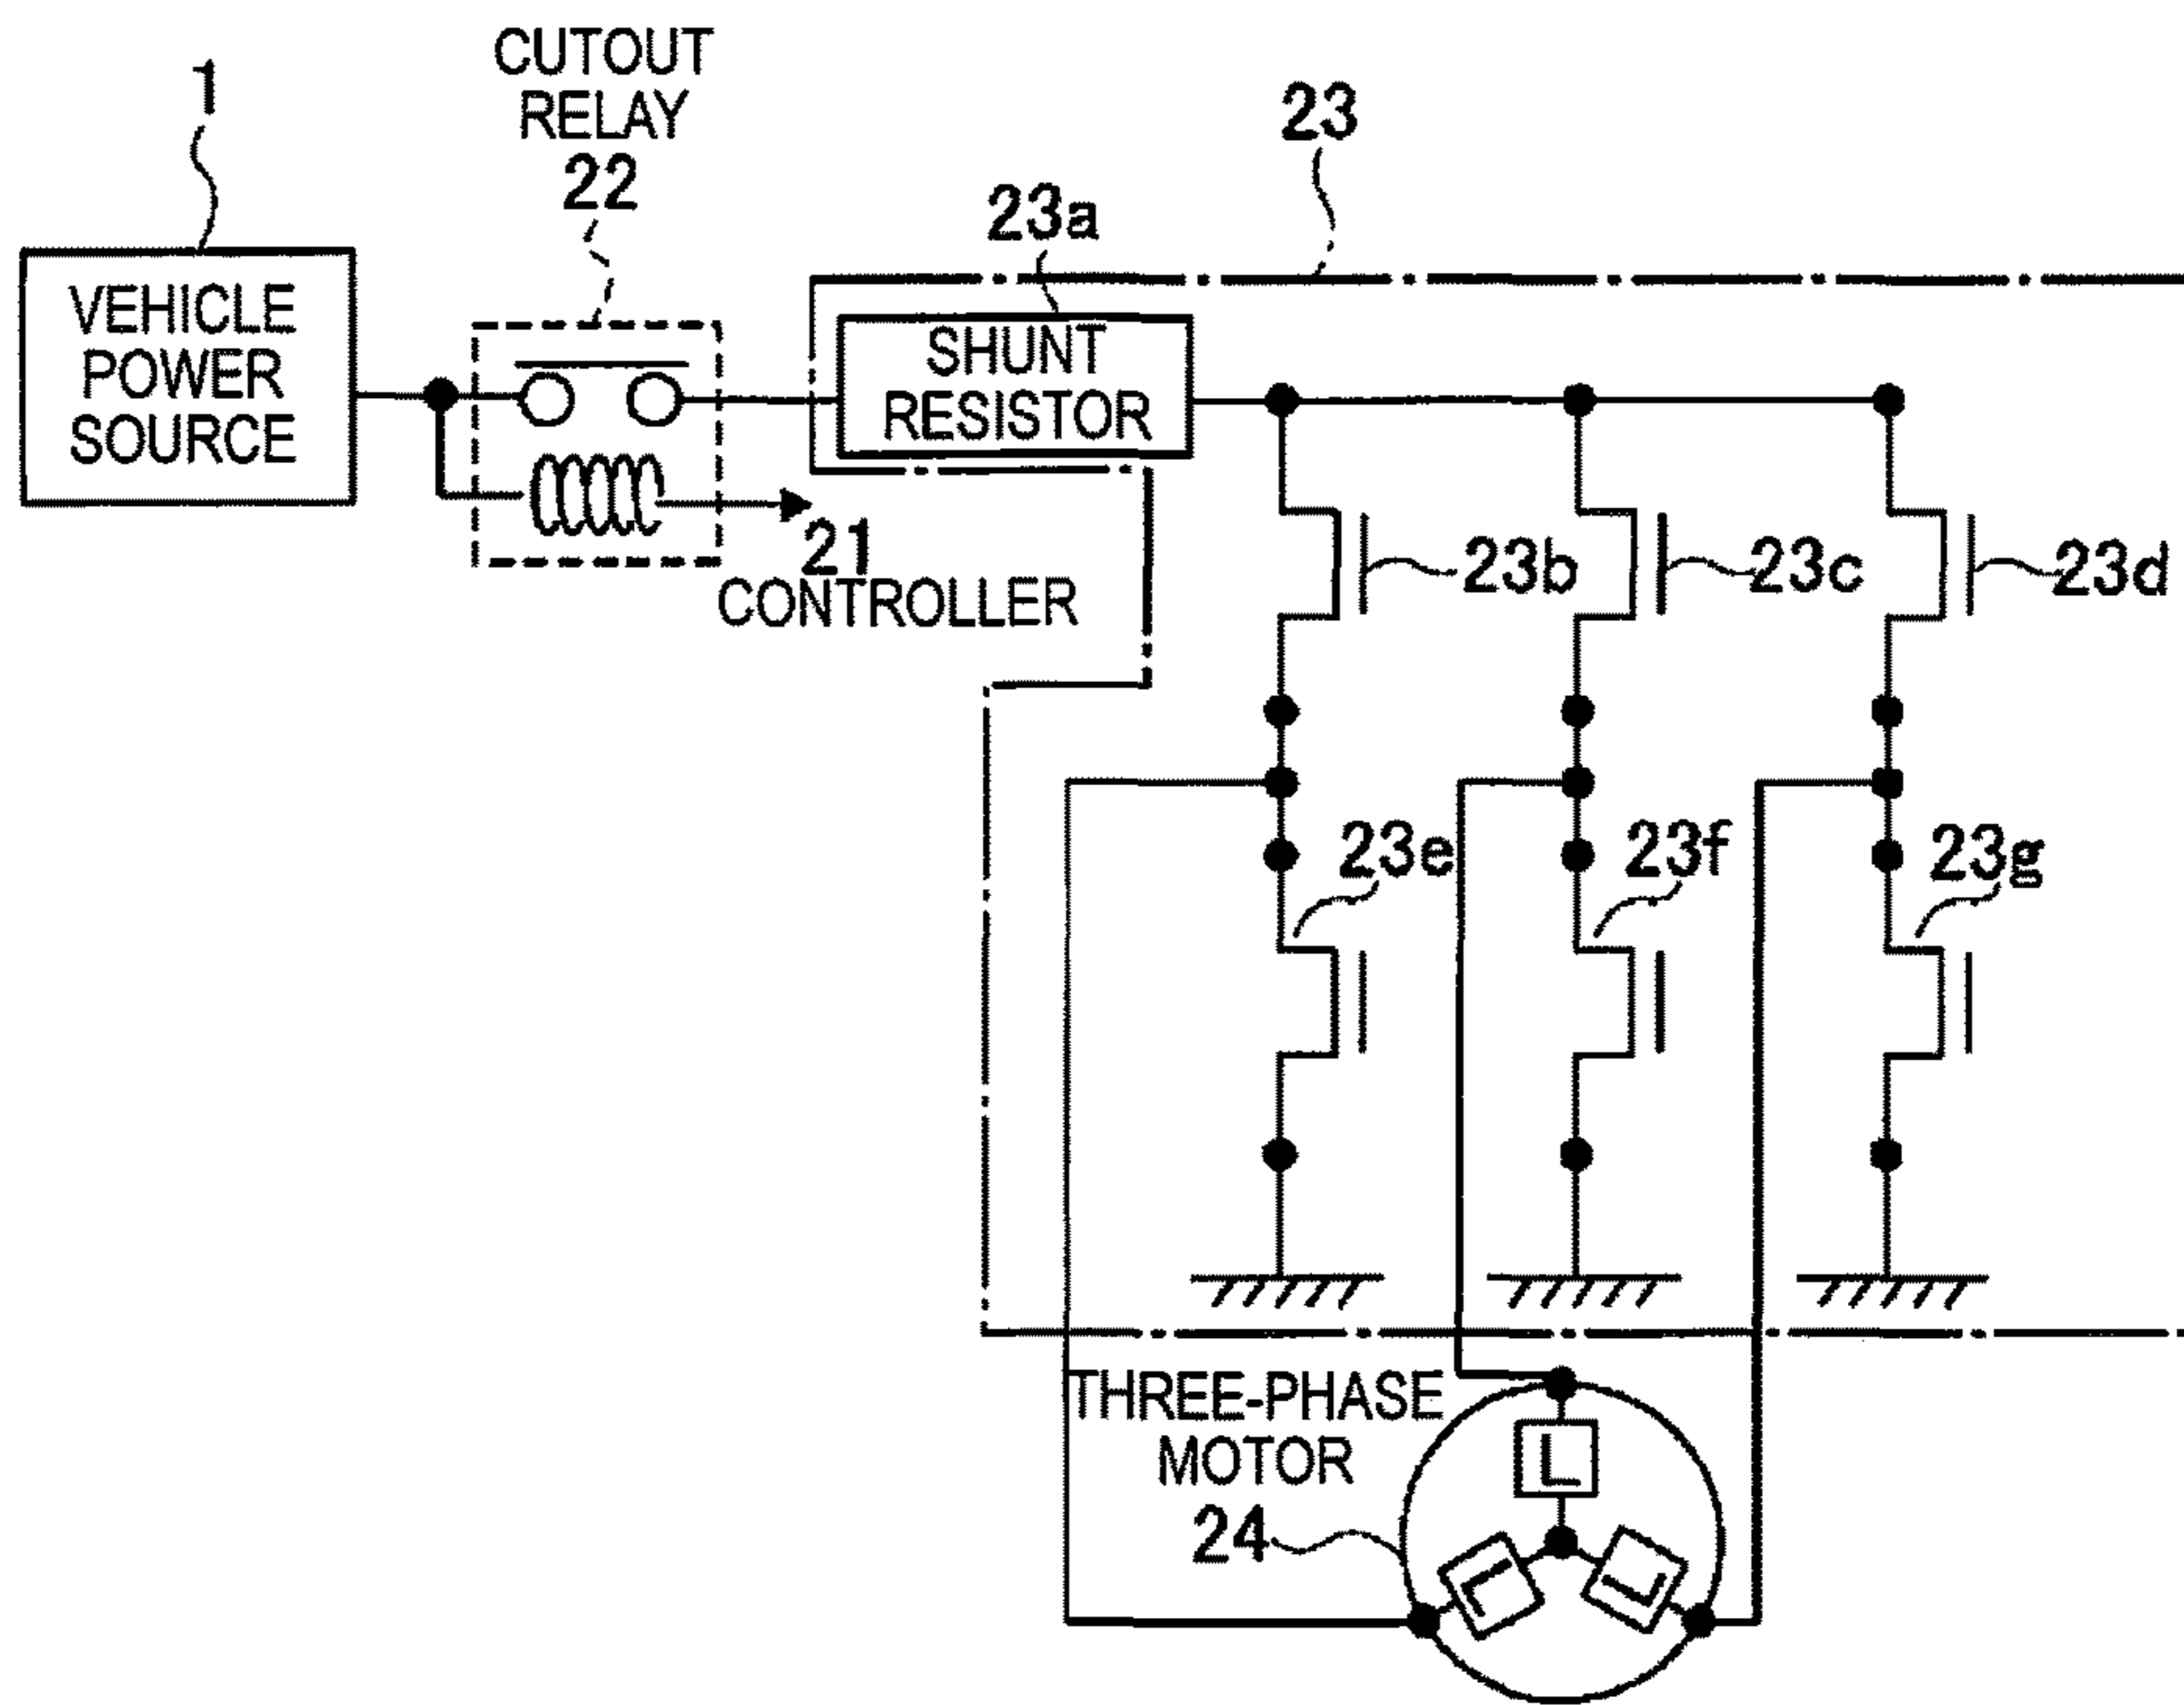 1
CUTOUT
RELAY
22
23
23a
VEHICLE
POWER
SOURCE
SHUNT
RESISTOR
21
CONTROLLER
23b
23c
23d
23e
23f
23g
THREE-PHASE
MOTOR
24
L
L
L